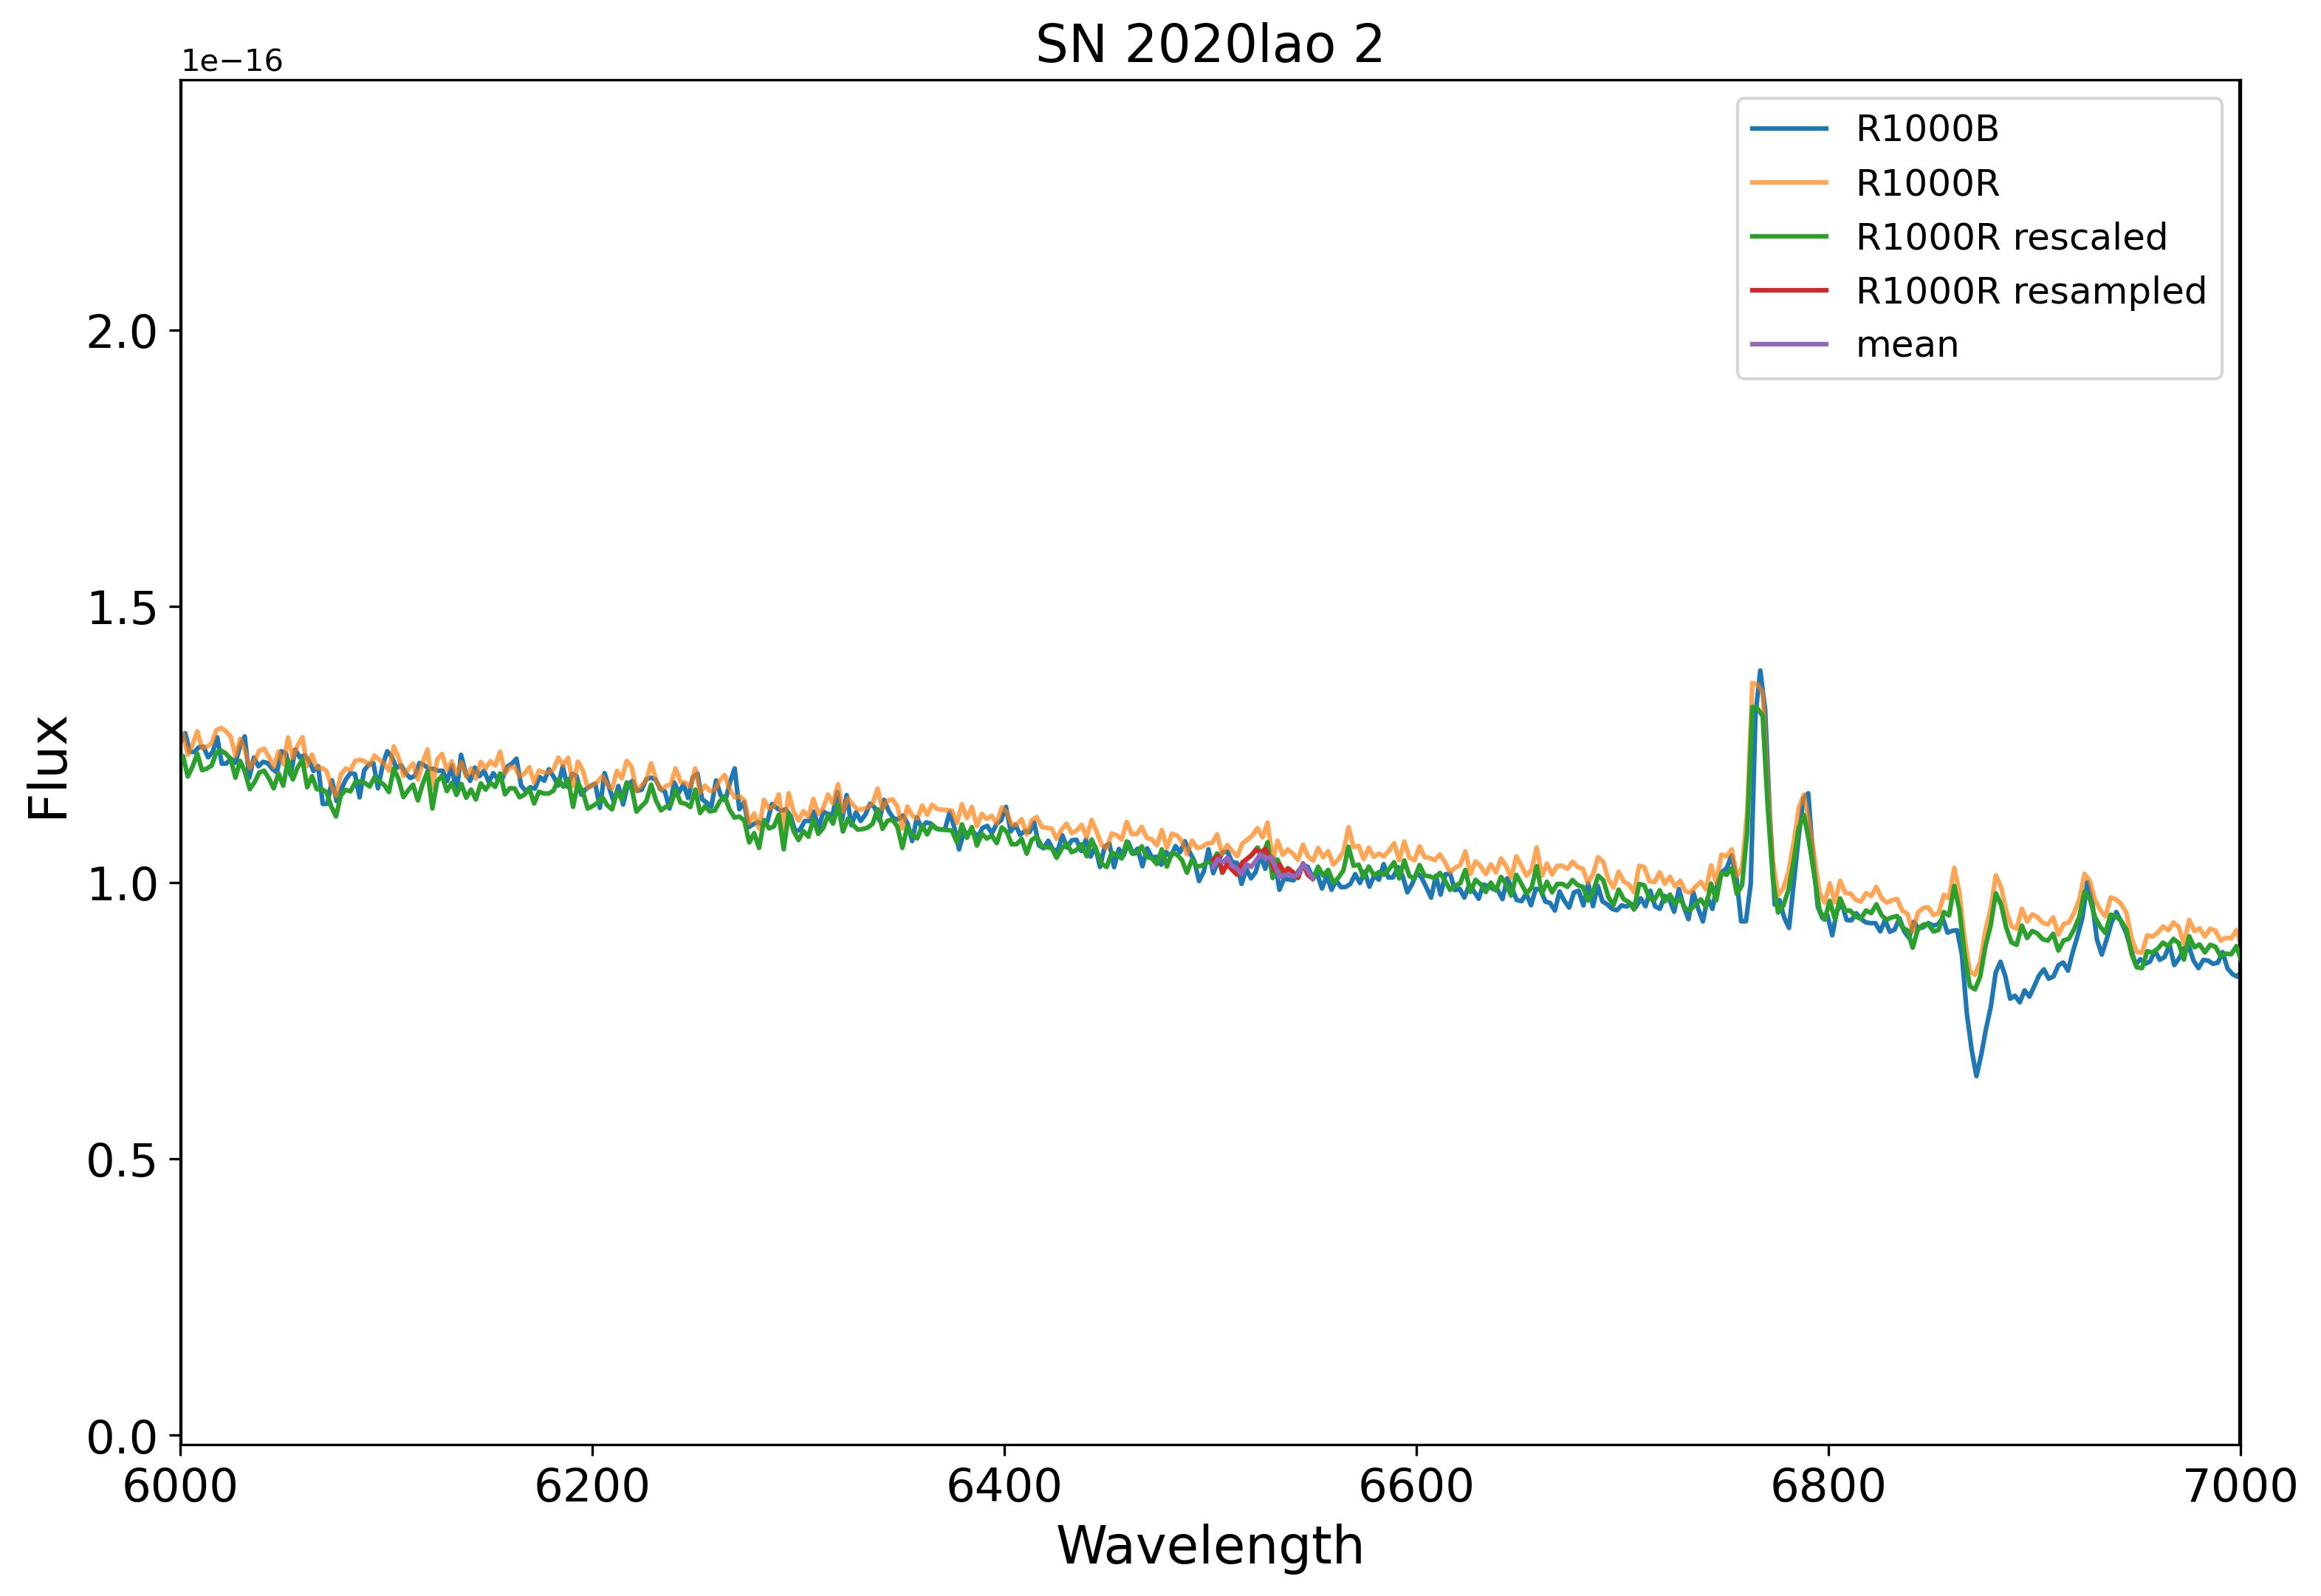 SN 2020lao 2
1e−16
R1000B
R1000R
R1000R rescaled
R1000R resampled
mean
Flux
2.0
1.5
1.0
0.5
0.0
6000 6200 6400 6600 6800 7000
Wavelength